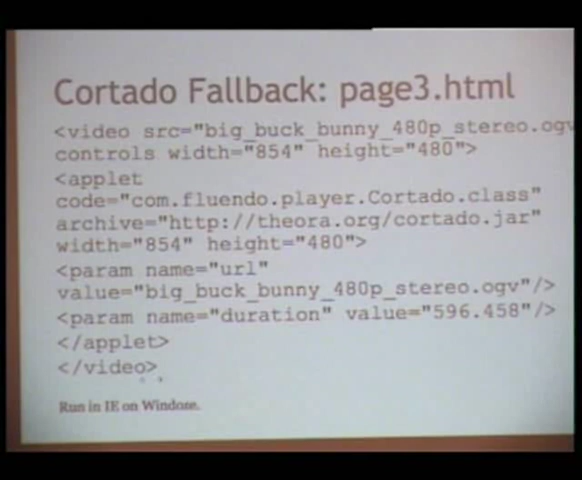 Cortado Fallback: page3.html
<video src="big_buck_bunny_480p_stereo.ogv
controls width="854" height="480">
<applet
code="com.fluendo.player.Cortado.class"
archive="http://theora.org/cortado.jar"
width="854" height="480">
<param name="url"
value="big_buck_bunny_480p_stereo.ogv"/>
<param name="duration" value="596.458"/>
</applet>
</video>
Run in IE on Windoze.